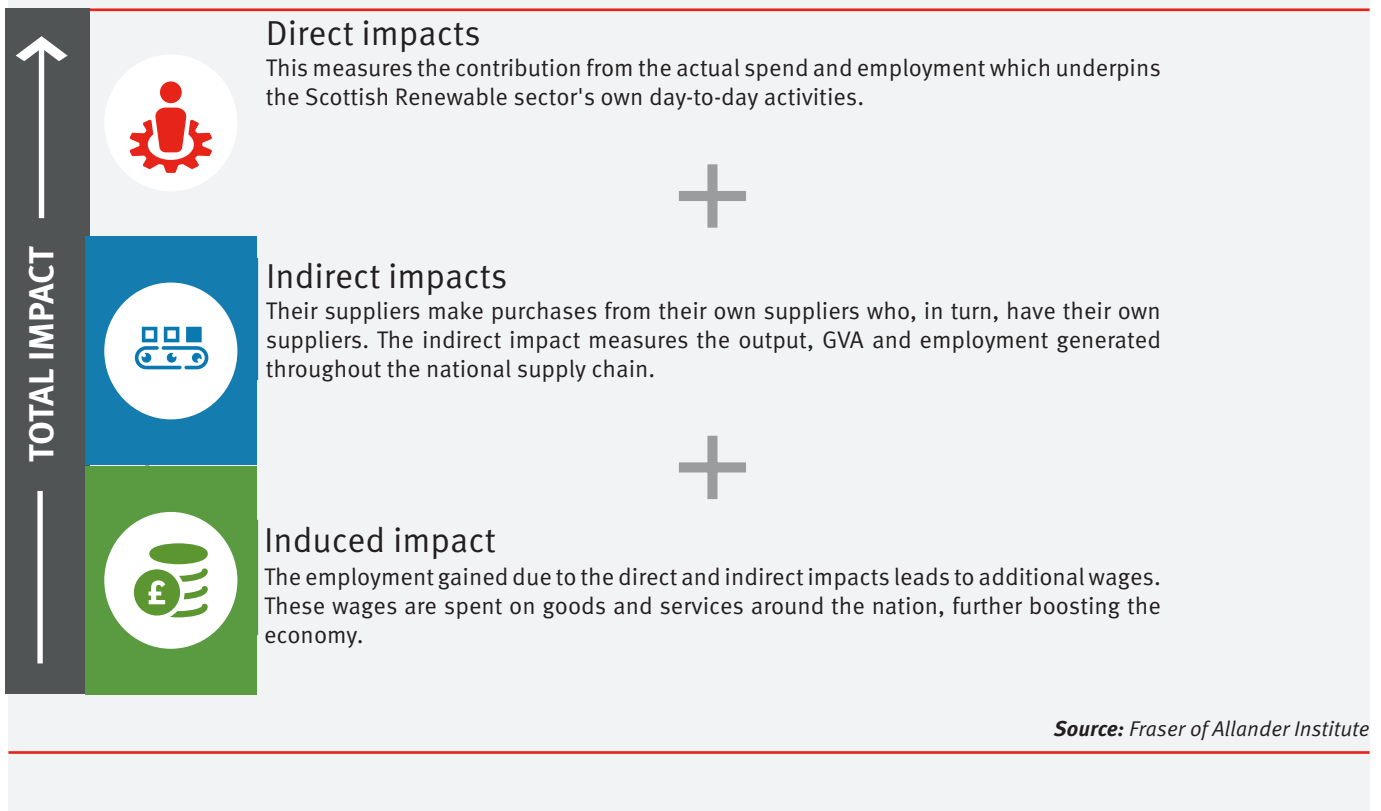 Direct impacts
This measures the contribution from the actual spend and employment which underpins
the Scottish Renewable sector's own day-to-day activities.
+
TOTAL IMPACT
Indirect impacts
Their suppliers make purchases from their own suppliers who, in turn, have their own
suppliers. The indirect impact measures the output, GVA and employment generated
throughout the national supply chain.
+
£
Induced impact
The employment gained due to the direct and indirect impacts leads to additional wages.
These wages are spent on goods and services around the nation, further boosting the
economy.
Source: Fraser of Allander Institute